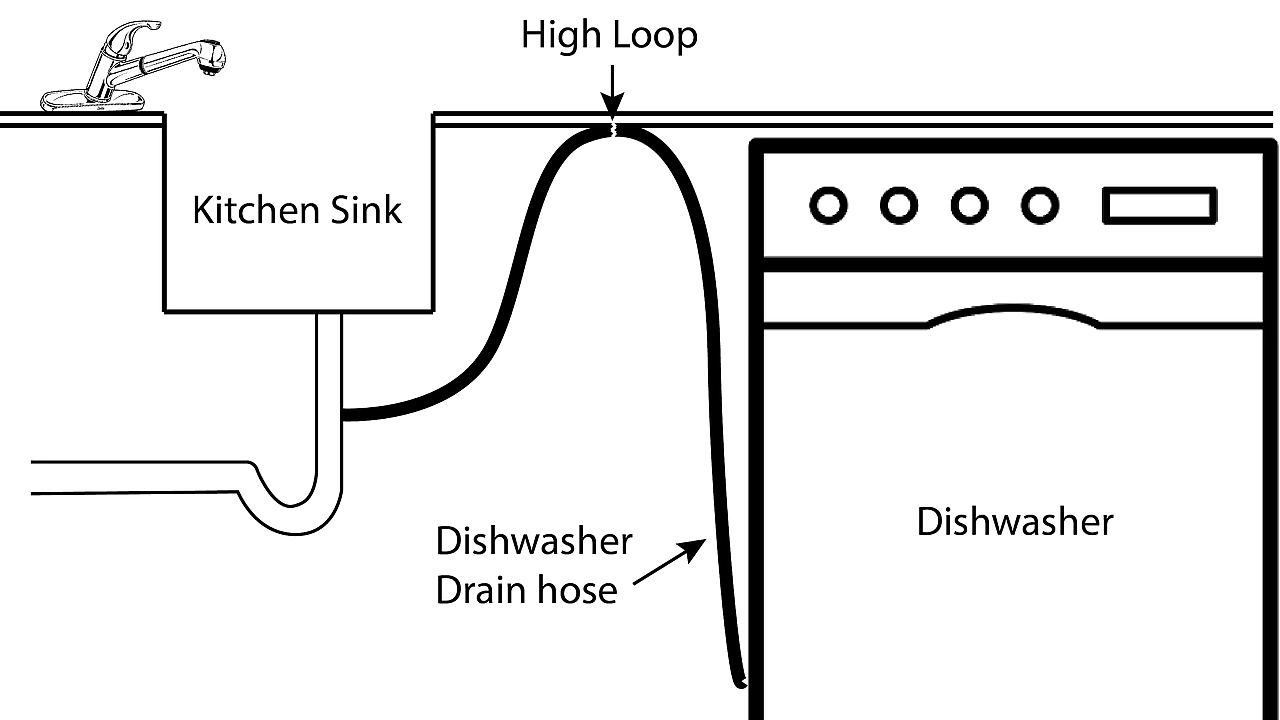 High Loop
Kitchen Sink
Dishwasher
Drain hose
Dishwasher